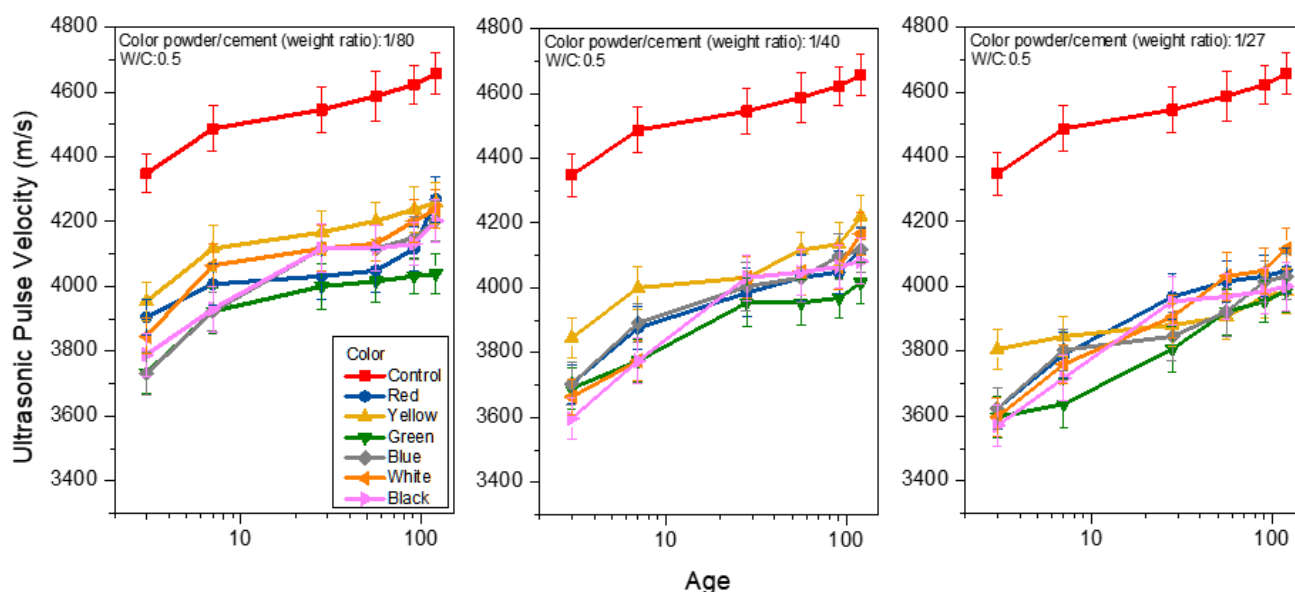 Ultrasonic Pulse Velocity (m/s)
4800
4600
4400
4200
4000
3800
3600
3400
Color powder/cement (weight ratio):1/80
W/C:0.5
Color
Control
Red
Yellow
Green
Blue
White
Black
10
100
4800
4600
4400
4200
4000
3800
3600
3400
Color powder/cement (weight ratio):1/40
W/C:0.5
10
100
4800
4600
4400
4200
4000
3800
3600
3400
Color powder/cement (weight ratio):1/27
W/C:0.5
10
100
Age